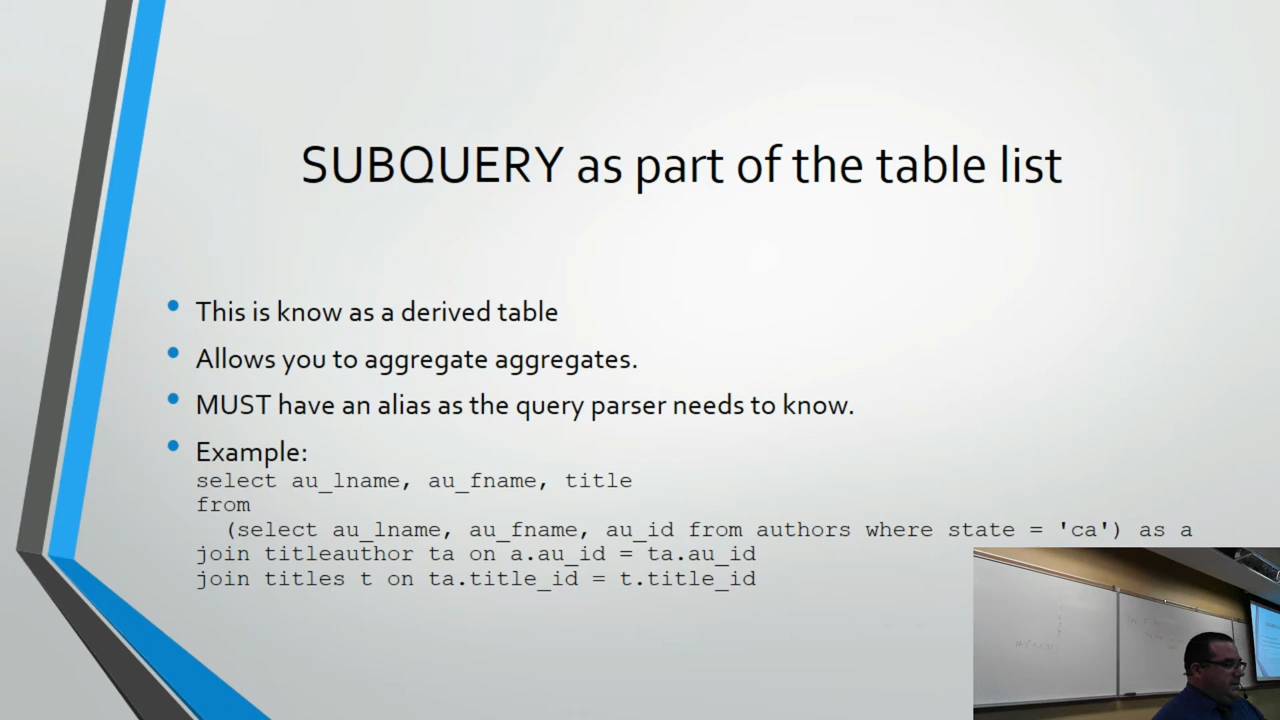 SUBQUERY as part of the table list
This is know as a derived table
Allows you to aggregate aggregates.
MUST have an alias as the query parser needs to know.
Example:
select au_lname, au_fname, title
from
(select au_lname, au_fname, au_id from authors where state = 'ca') as a
join titleauthor ta on a.au_id = ta.au_id
join titles t on ta.title_id = t.title_id